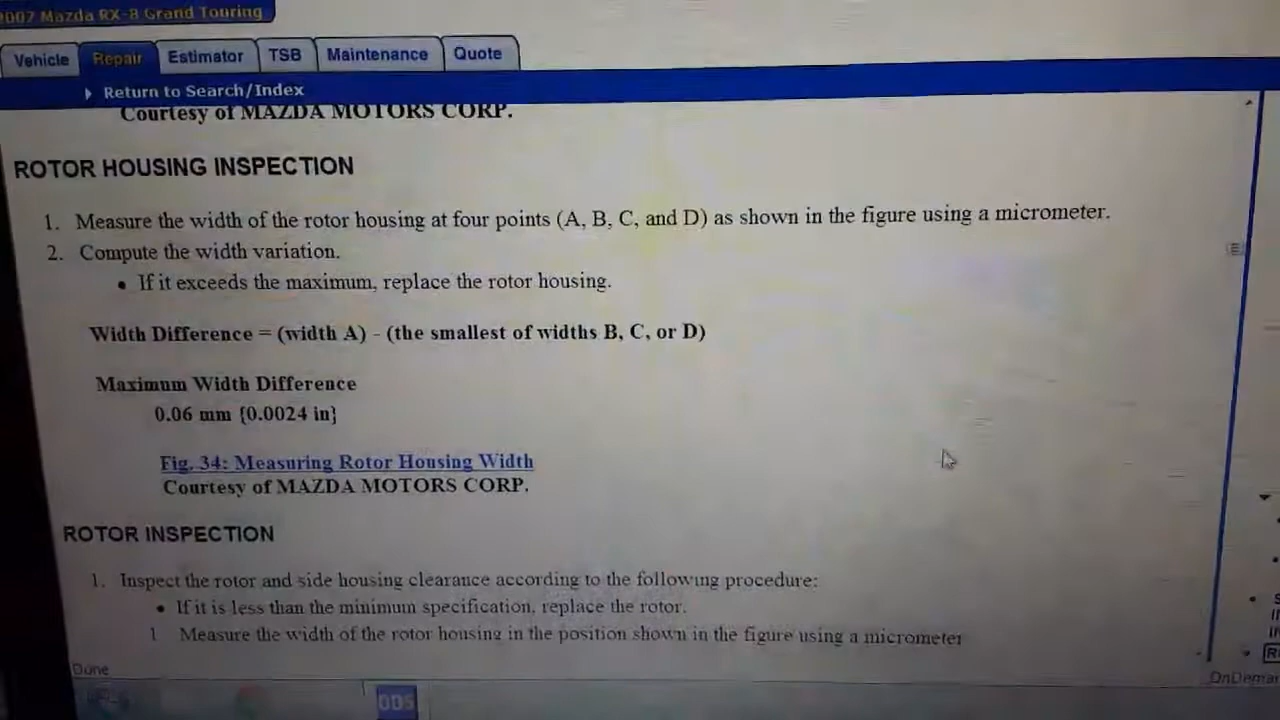 2007 Mazda RX-8 Grand Touring
Vehicle Repair Estimator TSB Maintenance Quote
Return to Search/Index
Courtesy of MAZDA MOTORS CORP.
ROTOR HOUSING INSPECTION
1. Measure the width of the rotor housing at four points (A, B, C, and D) as shown in the figure using a micrometer.
2. Compute the width variation.
• If it exceeds the maximum, replace the rotor housing.
Width Difference = (width A) - (the smallest of widths B, C, or D)
Maximum Width Difference
0.06 mm {0.0024 in}
Fig. 34: Measuring Rotor Housing Width
Courtesy of MAZDA MOTORS CORP.
ROTOR INSPECTION
1. Inspect the rotor and side housing clearance according to the following procedure:
• If it is less than the minimum specification, replace the rotor.
1 Measure the width of the rotor housing in the position shown in the figure using a micrometer
Done
OnDeman
ODS